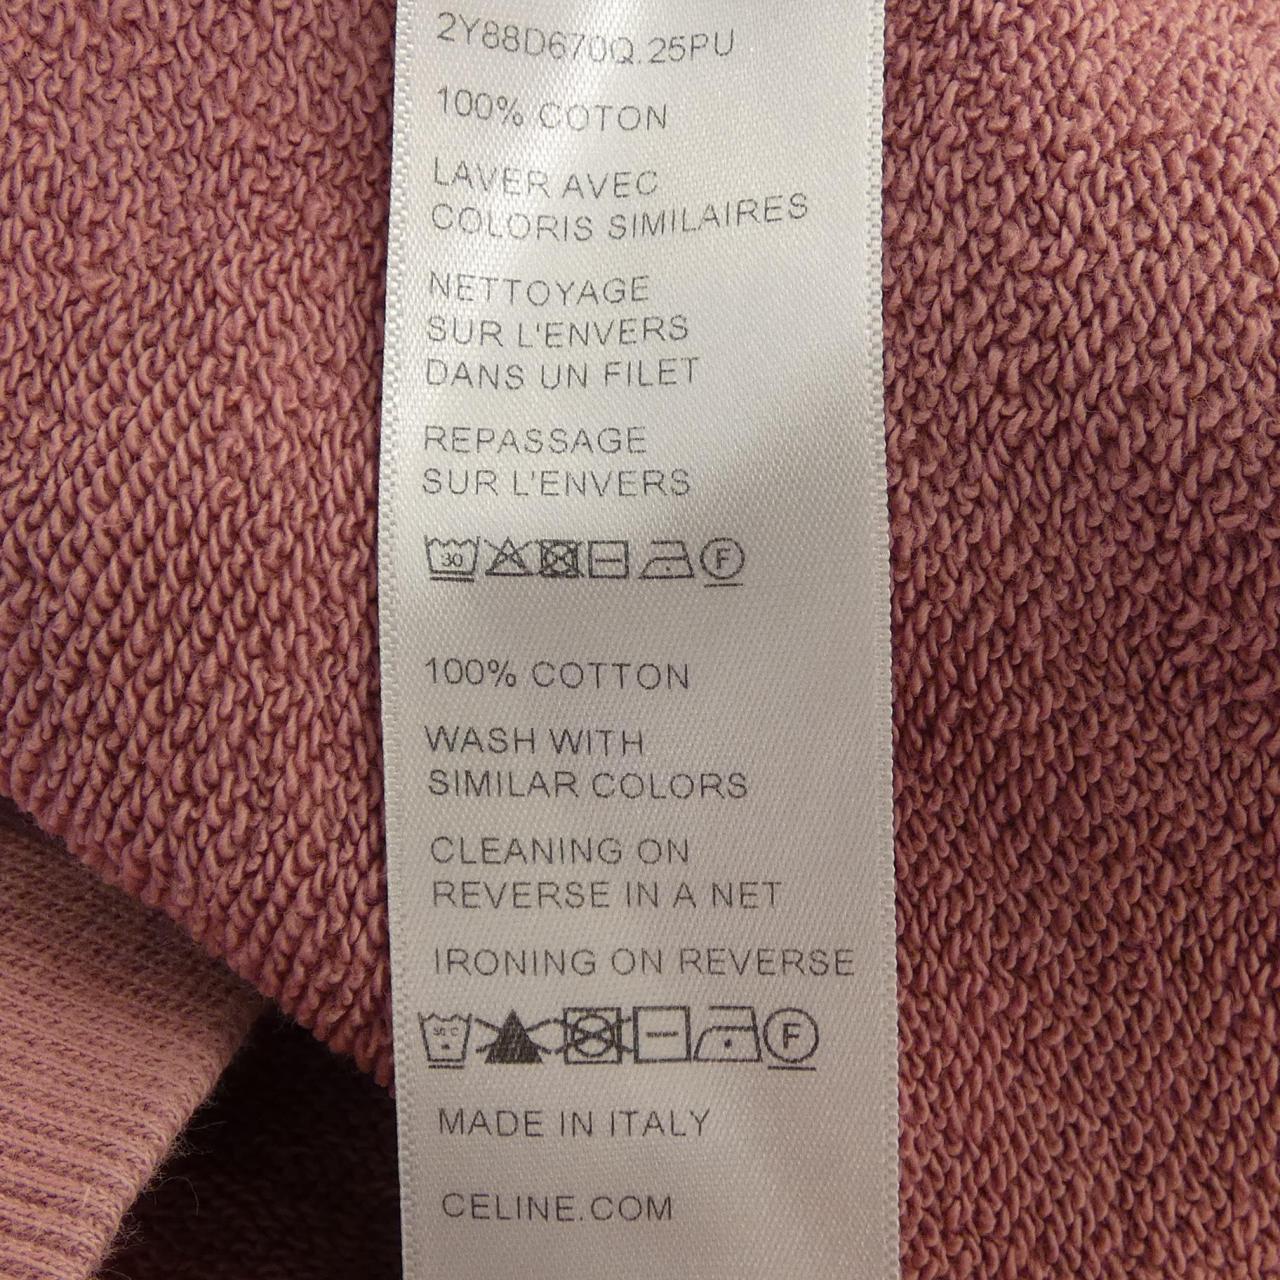 2Y88D670Q.25PU
100% COTON
LAVER AVEC
COLORIS SIMILAIRES
NETTOYAGE
SUR L'ENVERS
DANS UN FILET
REPASSAGE
SUR L'ENVERS
30 F
100% COTTON
WASH WITH
SIMILAR COLORS
CLEANING ON
REVERSE IN A NET
IRONING ON REVERSE
F
MADE IN ITALY
CELINE.COM